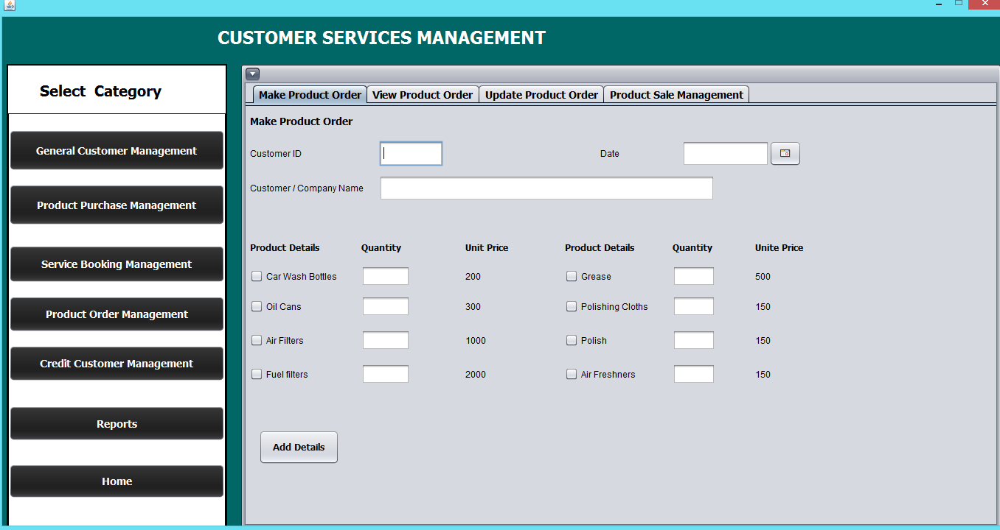 CUSTOMER SERVICES MANAGEMENT
Select Category
General Customer Management
Product Purchase Management
Service Booking Management
Product Order Management
Credit Customer Management
Reports
Home
Make Product Order View Product Order Update Product Order Product Sale Management
Make Product Order
Customer ID Date
Customer / Company Name
Product Details Quantity Unit Price Product Details Quantity Unite Price
Car Wash Bottles 200 Grease 500
Oil Cans 300 Polishing Cloths 150
Air Filters 1000 Polish 150
Fuel filters 2000 Air Freshners 150
Add Details